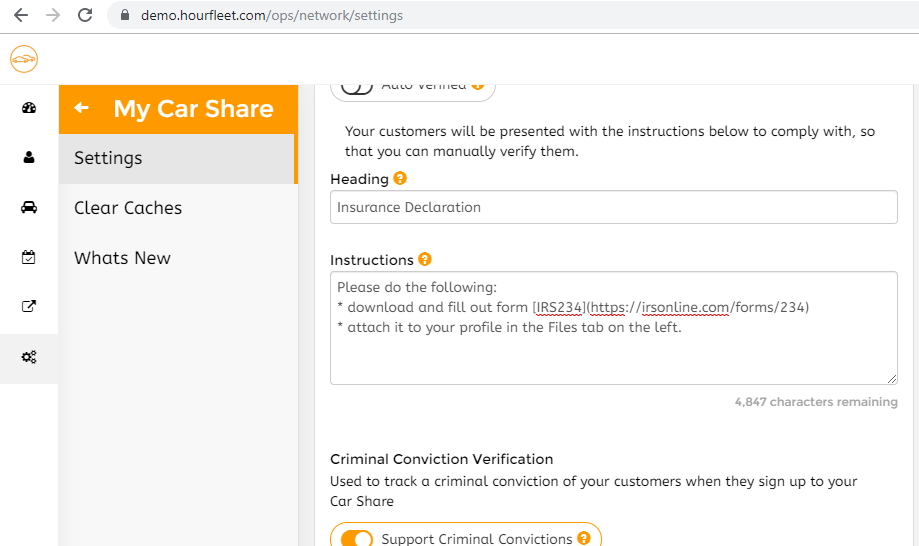 demo.hourfleet.com/ops/network/settings
My Car Share
Settings
Clear Caches
Whats New
Auto Verified
Your customers will be presented with the instructions below to comply with, so
that you can manually verify them.
Heading
Insurance Declaration
Instructions
Please do the following:
* download and fill out form [IRS234](https://irsonline.com/forms/234)
* attach it to your profile in the Files tab on the left.
4,847 characters remaining
Criminal Conviction Verification
Used to track a criminal conviction of your customers when they sign up to your
Car Share
Support Criminal Convictions